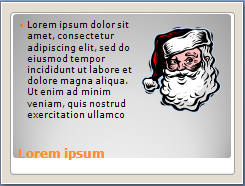 Lorem ipsum dolor sit
amet, consectetur
adipiscing elit, sed do
eiusmod tempor
incididunt ut labore et
dolore magna aliqua.
Ut enim ad minim
veniam, quis nostrud
exercitation ullamco
Lorem ipsum